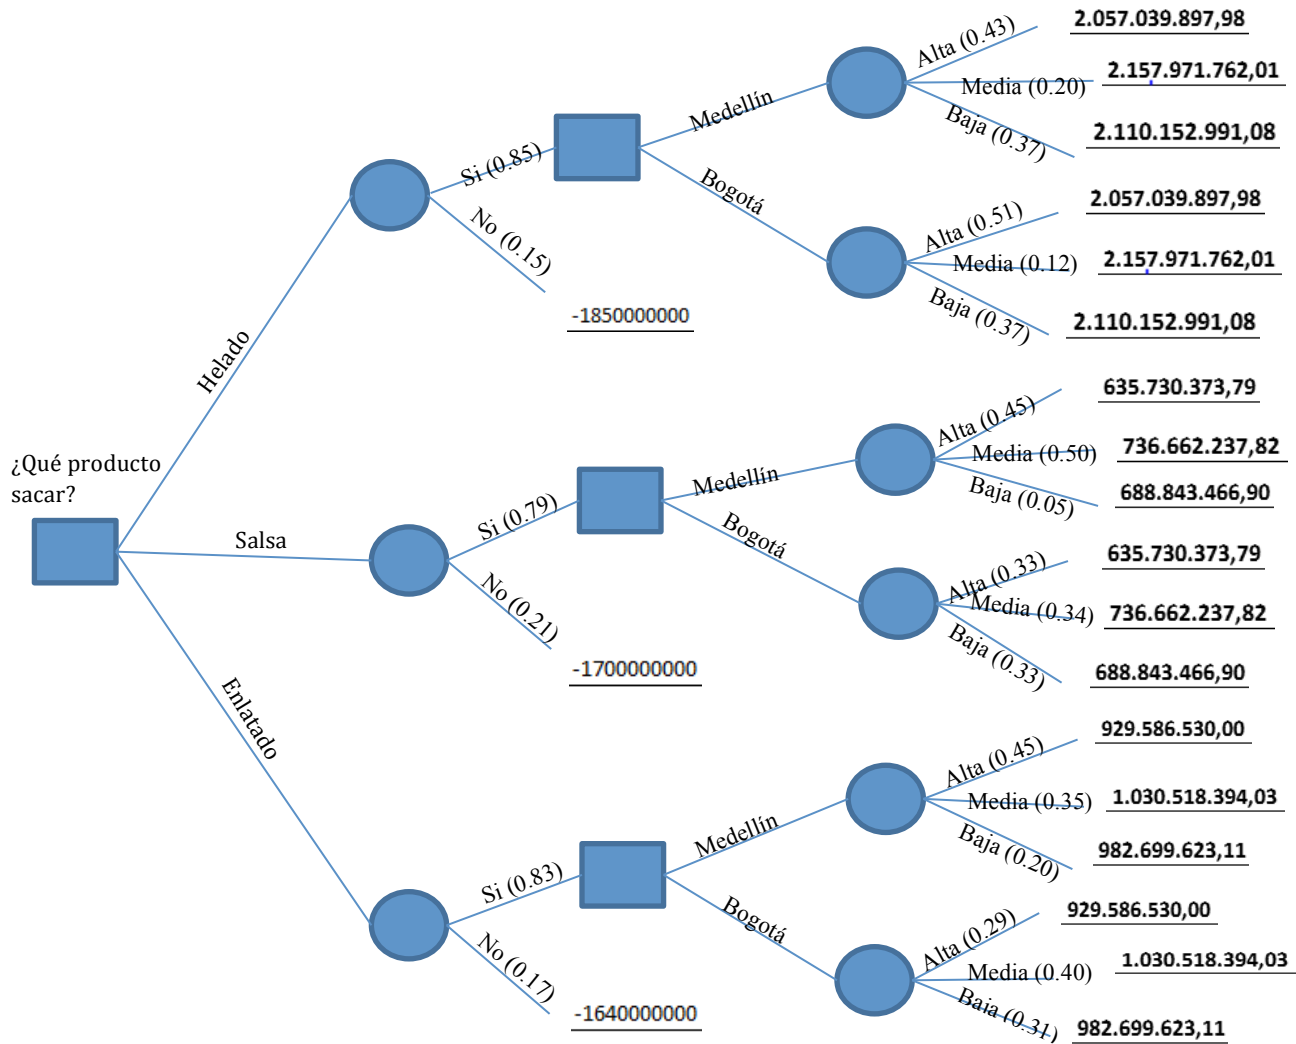 Alta (0.43)
2.057.039.897,98
Media (0.20)
2.157.971.762,01
Baja (0.37)
2.110.152.991,08
Medellín
Si (0.85)
Bogotá
Alta (0.51)
2.057.039.897,98
Media (0.12)
2.157.971.762,01
Baja (0.37)
2.110.152.991,08
No (0.15)
-1850000000
Helado
¿Qué producto
sacar?
Salsa
Si (0.79)
Medellín
Alta (0.45)
635.730.373,79
Media (0.50)
736.662.237,82
Baja (0.05)
688.843.466,90
Bogotá
Alta (0.33)
635.730.373,79
Media (0.34)
736.662.237,82
Baja (0.33)
688.843.466,90
No (0.21)
-1700000000
Enlatado
Si (0.83)
Medellín
Alta (0.45)
929.586.530,00
Media (0.35)
1.030.518.394,03
Baja (0.20)
982.699.623,11
Bogotá
Alta (0.29)
929.586.530,00
Media (0.40)
1.030.518.394,03
Baja (0.31)
982.699.623,11
No (0.17)
-1640000000